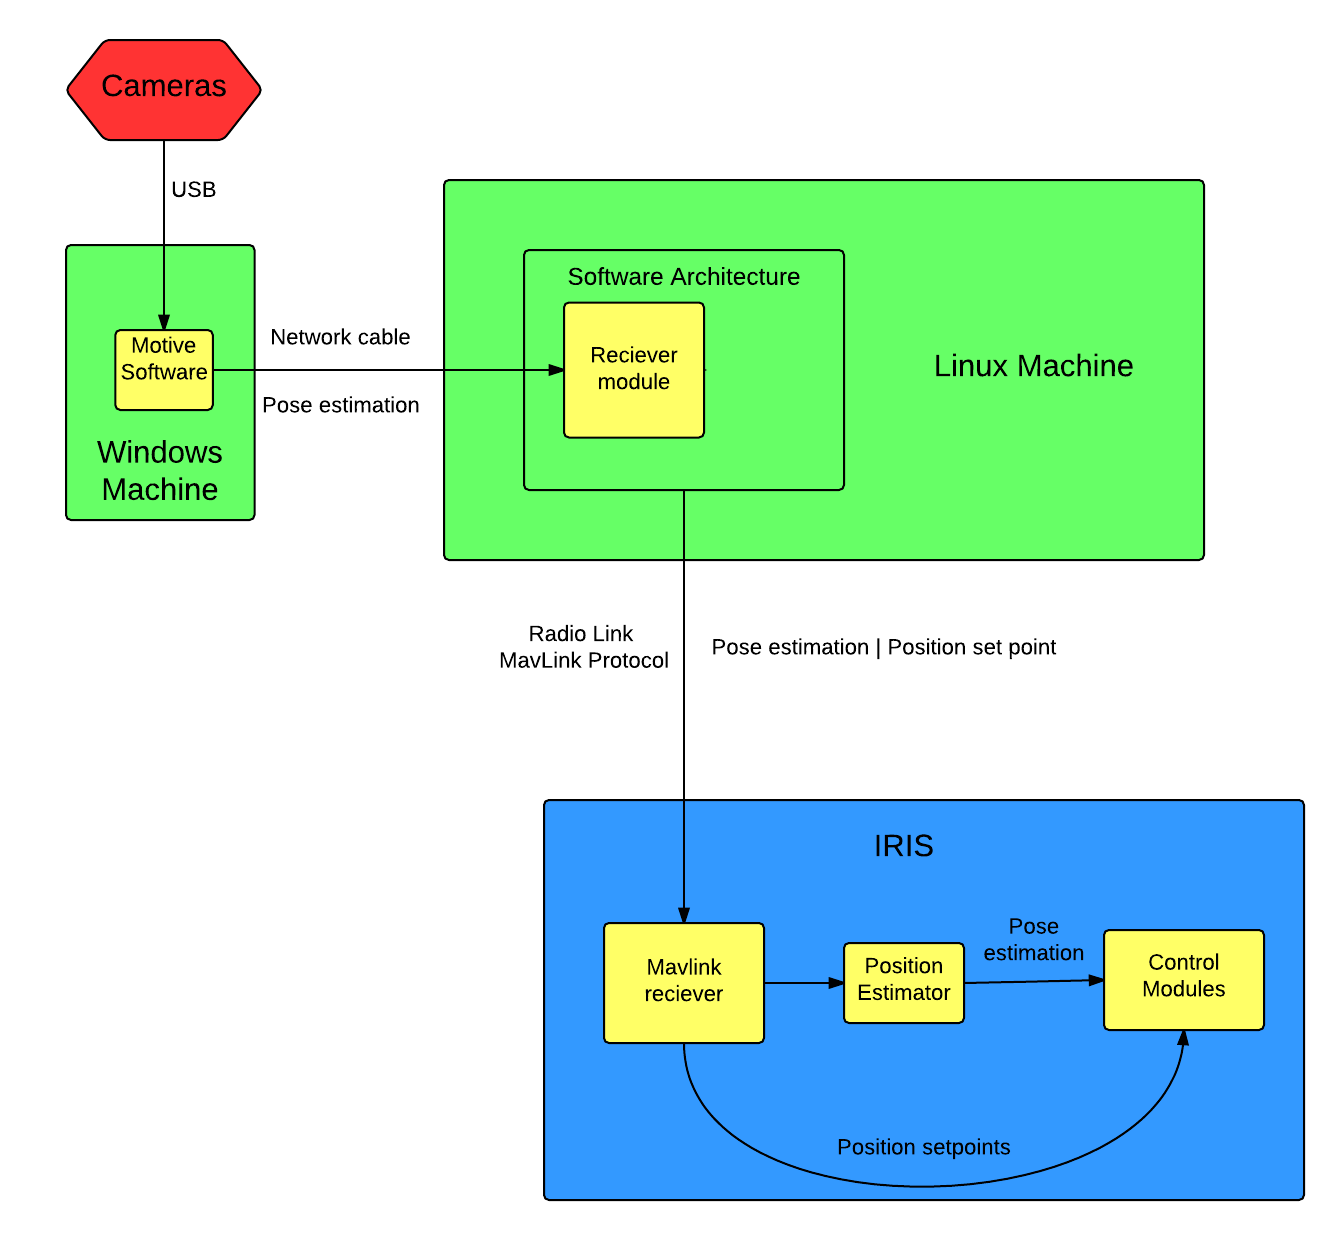 Cameras
USB
Motive
Software
Windows
Machine
Network cable
Pose estimation
Software Architecture
Reciever
module
Linux Machine
Radio Link
MavLink Protocol
Pose estimation | Position set point
IRIS
Mavlink
reciever
Position
Estimator
Pose
estimation
Control
Modules
Position setpoints